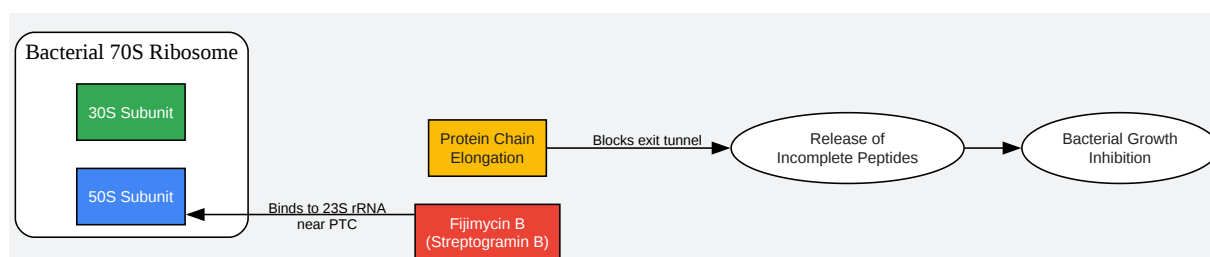 Bacterial 70S Ribosome
30S Subunit
50S Subunit
Binds to 23S rRNA
near PTC
Protein Chain
Elongation
Fijimycin B
(Streptogramin B)
Blocks exit tunnel
Release of
Incomplete Peptides
Bacterial Growth
Inhibition